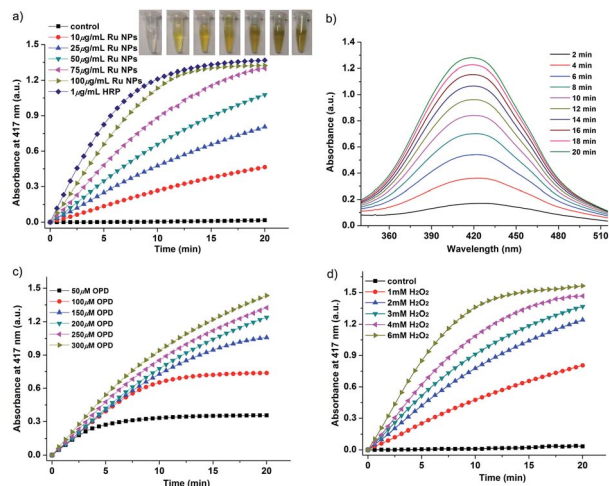 a)
control
10μg/mL Ru NPs
25μg/mL Ru NPs
50μg/mL Ru NPs
75μg/mL Ru NPs
100μg/mL Ru NPs
1μg/mL HRP
Absorbance at 417 nm (a.u.)
1.5
1.2
0.9
0.6
0.3
0.0
0 5 10 15 20
Time (min)
b)
2 min
4 min
6 min
8 min
10 min
12 min
14 min
16 min
18 min
20 min
Absorbance (a.u.)
1.6
1.4
1.2
1.0
0.8
0.6
0.4
0.2
0.0
360 390 420 450 480 510
Wavelength (nm)
c)
50μM OPD
100μM OPD
150μM OPD
200μM OPD
250μM OPD
300μM OPD
Absorbance at 417 nm (a.u.)
1.8
1.5
1.2
0.9
0.6
0.3
0.0
0 5 10 15 20
Time (min)
d)
control
1mM H₂O₂
2mM H₂O₂
3mM H₂O₂
4mM H₂O₂
6mM H₂O₂
Absorbance at 417 nm (a.u.)
1.8
1.5
1.2
0.9
0.6
0.3
0.0
0 5 10 15 20
Time (min)